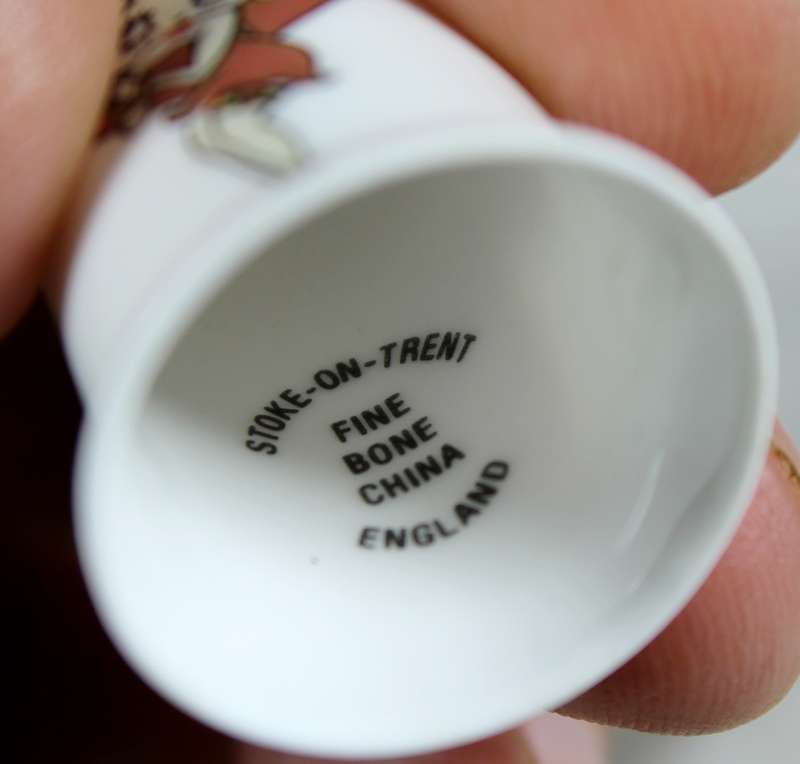 STOKE-ON-TRENT
FINE
BONE
CHINA
ENGLAND